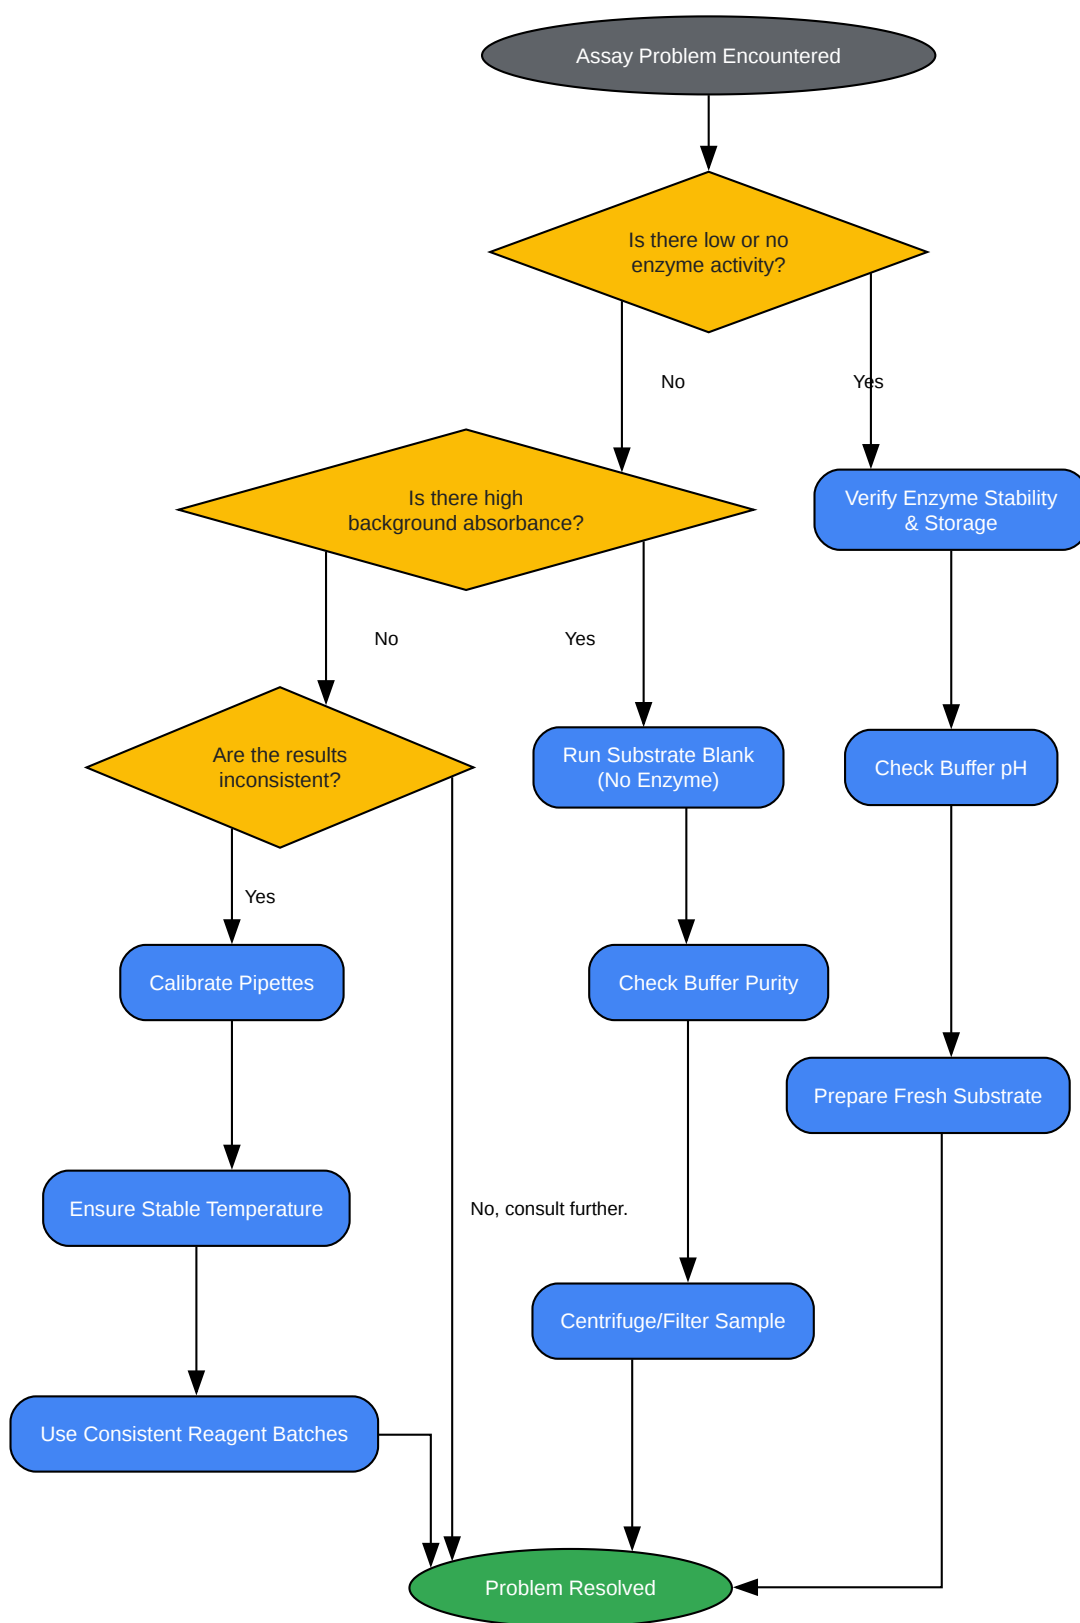 Assay Problem Encountered
Is there low or no
enzyme activity?
No
Yes
Is there high
background absorbance?
Verify Enzyme Stability
& Storage
No
Yes
Are the results
inconsistent?
Run Substrate Blank
(No Enzyme)
Check Buffer pH
Yes
Calibrate Pipettes
Check Buffer Purity
Prepare Fresh Substrate
Ensure Stable Temperature
No, consult further.
Centrifuge/Filter Sample
Use Consistent Reagent Batches
Problem Resolved